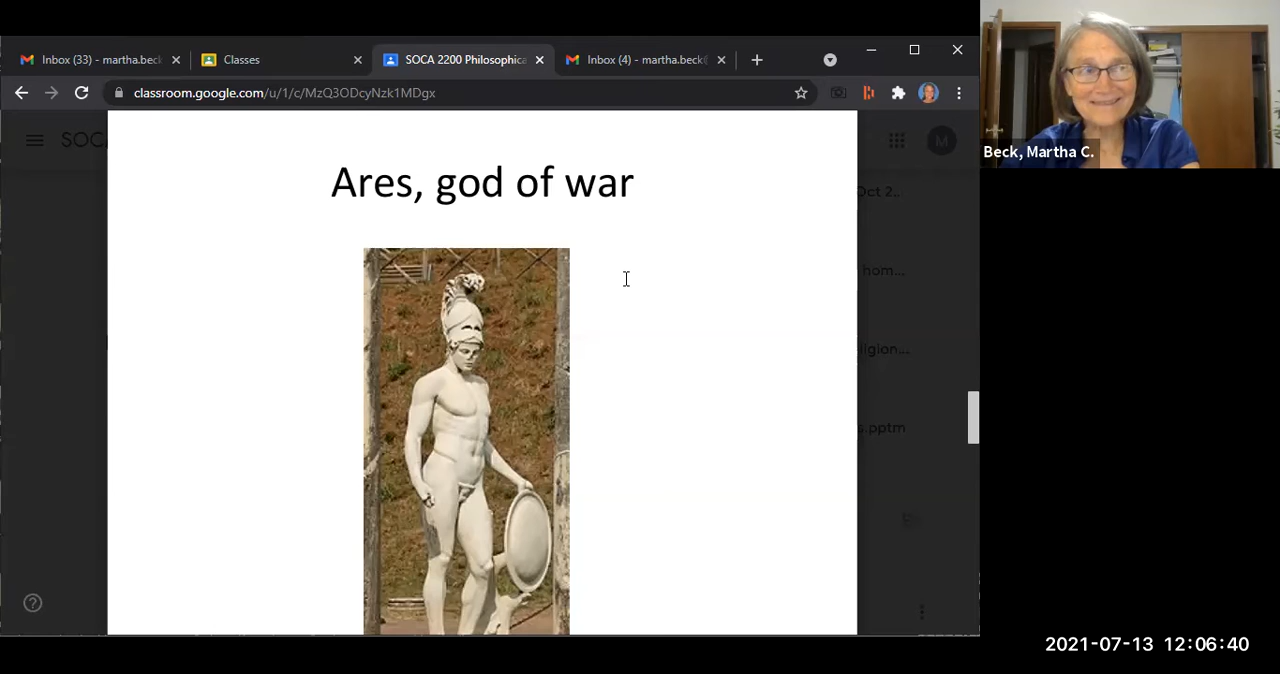 Inbox (33) - martha.beck
Classes
SOCA 2200 Philosophica
Inbox (4) - martha.beck@
classroom.google.com/u/1/c/MzQ3ODcyNzk1MDgx
SOC
M
Ares, god of war
Oct 2..
hom...
ligion...
s.pptm
Beck, Martha C.
2021-07-13 12:06:40